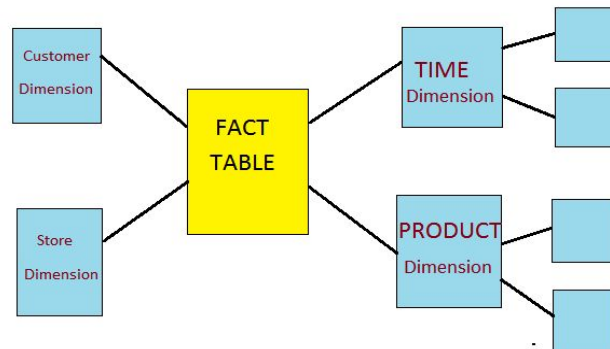 Customer
Dimension
Store
Dimension
FACT
TABLE
TIME
Dimension
PRODUCT
Dimension